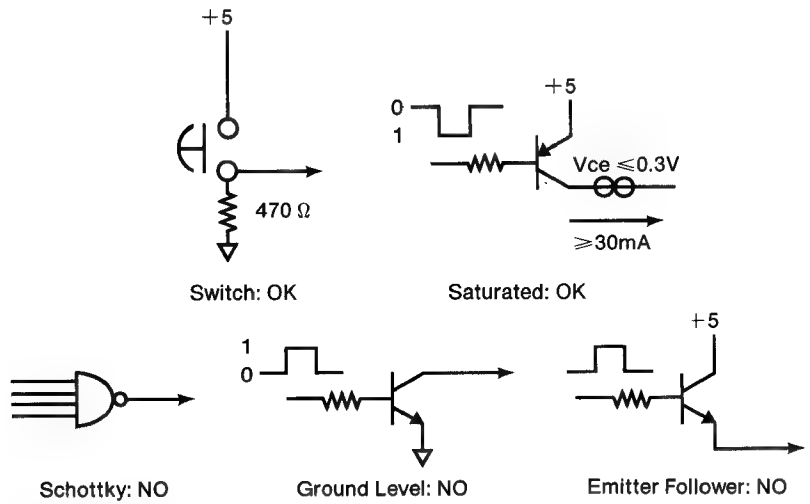 +5
470 Ω
Switch: OK
+5
0
1
Vce ≤0.3V
≥30mA
Saturated: OK
Schottky: NO
1
0
Ground Level: NO
+5
Emitter Follower: NO